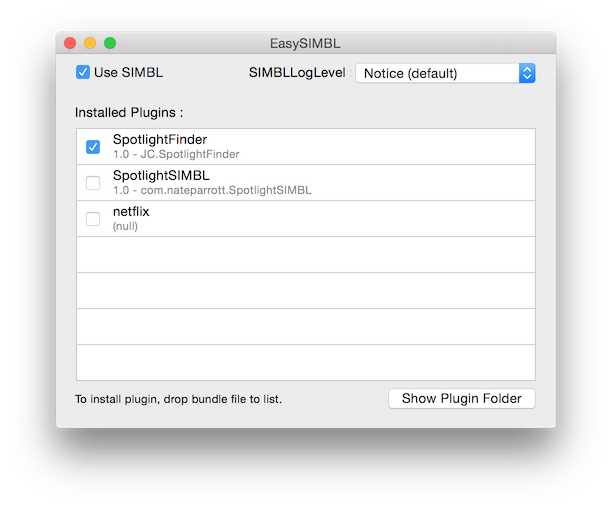 EasySIMBL
Use SIMBL
SIMBLLogLevel : Notice (default)
Installed Plugins :
SpotlightFinder
1.0 - JC.SpotlightFinder
SpotlightSIMBL
1.0 - com.nateparrott.SpotlightSIMBL
netflix
(null)
To install plugin, drop bundle file to list.
Show Plugin Folder